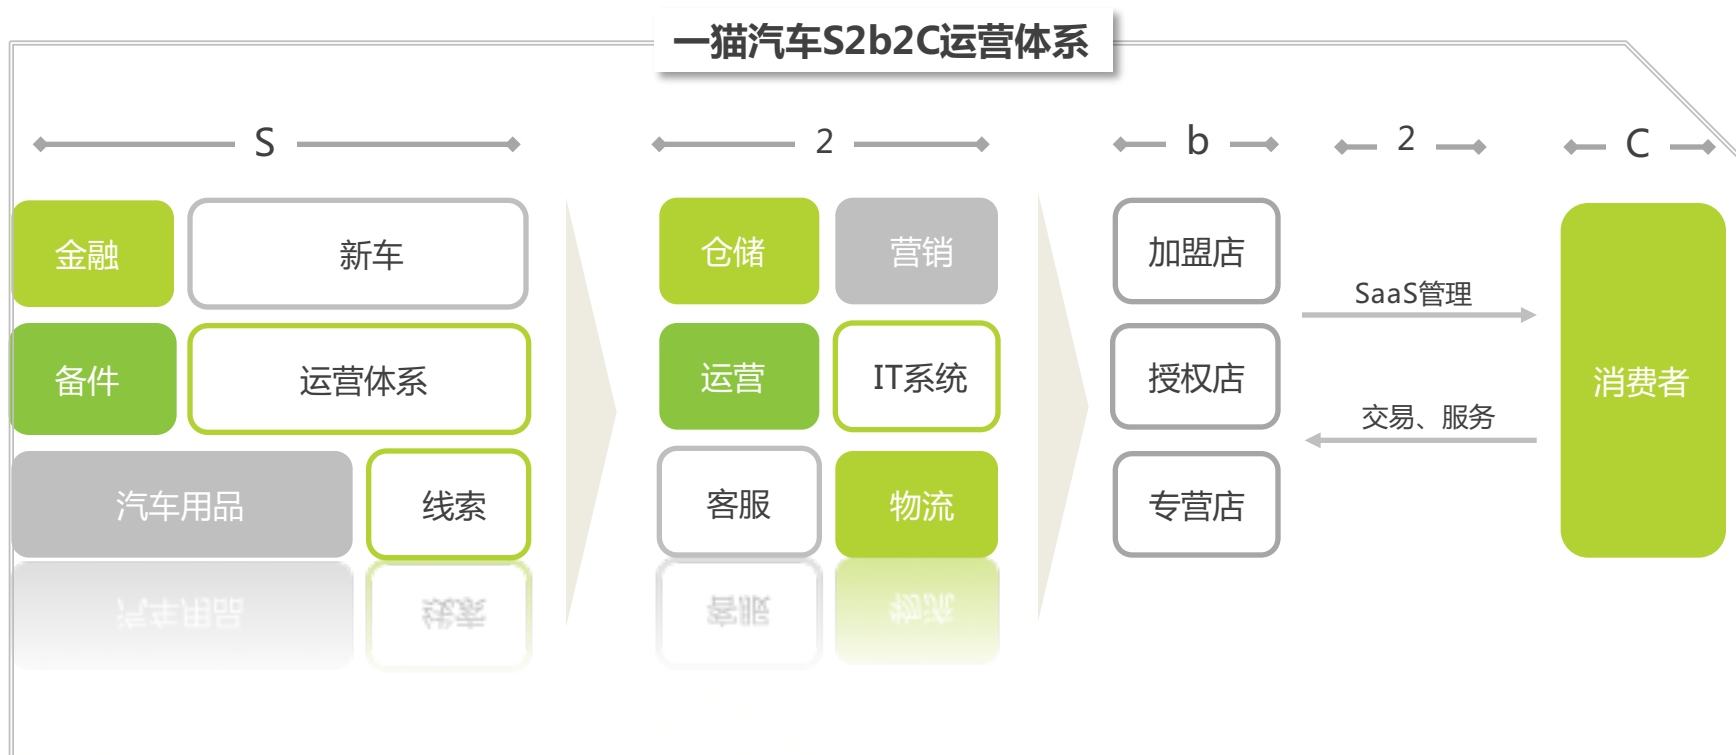 一猫汽车S2b2C运营体系
S 2 b 2 C
金融 新车 仓储 营销 加盟店
SaaS管理
备件 运营体系 运营 IT系统 授权店 消费者
交易、服务
汽车用品 线索 客服 物流 专营店